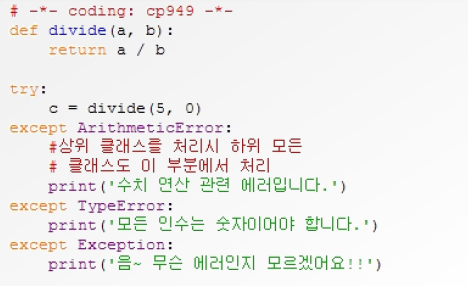 # -*- coding: cp949 -*-
def divide(a, b):
    return a / b

try:
    c = divide(5, 0)
except ArithmeticError:
    #상위 클래스를 처리시 하위 모든
    # 클래스도 이 부분에서 처리
    print('수치 연산 관련 에러입니다.')
except TypeError:
    print('모든 인수는 숫자이어야 합니다.')
except Exception:
    print('음~ 무슨 에러인지 모르겠어요!!')